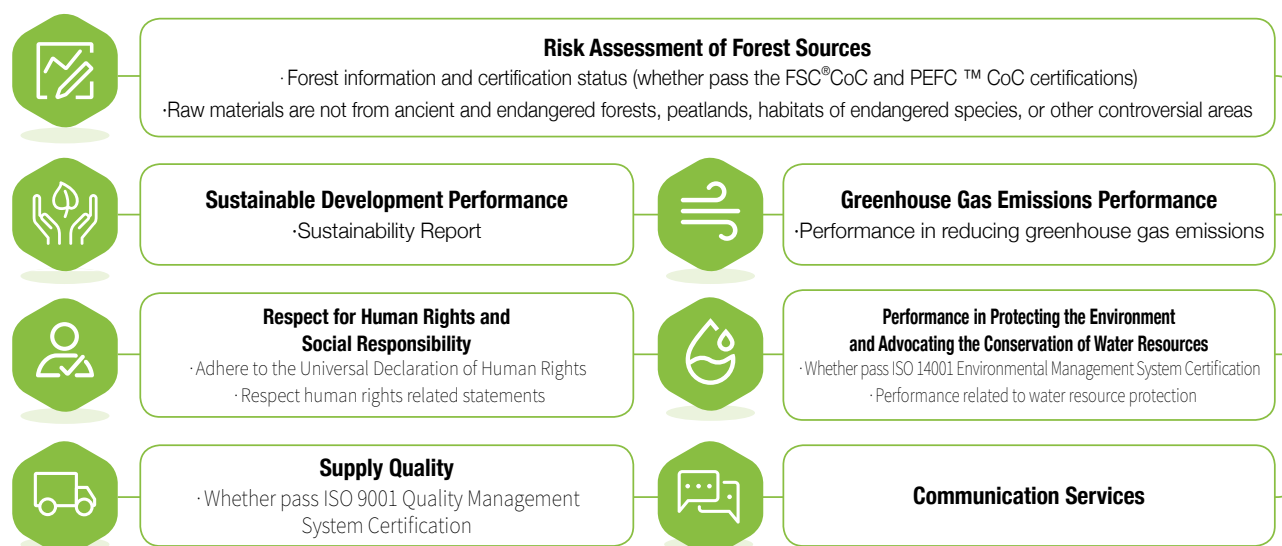 Risk Assessment of Forest Sources
·Forest information and certification status (whether pass the FSC®CoC and PEFC ™ CoC certifications)
·Raw materials are not from ancient and endangered forests, peatlands, habitats of endangered species, or other controversial areas
Sustainable Development Performance
·Sustainability Report
Greenhouse Gas Emissions Performance
·Performance in reducing greenhouse gas emissions
Respect for Human Rights and
Social Responsibility
·Adhere to the Universal Declaration of Human Rights
·Respect human rights related statements
Performance in Protecting the Environment
and Advocating the Conservation of Water Resources
·Whether pass ISO 14001 Environmental Management System Certification
·Performance related to water resource protection
Supply Quality
·Whether pass ISO 9001 Quality Management
System Certification
Communication Services